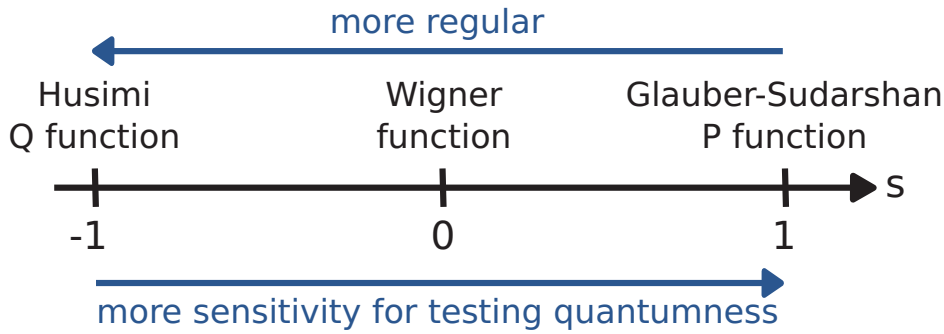 more regular
Husimi
Q function
Wigner
function
Glauber-Sudarshan
P function
s
-1
0
1
more sensitivity for testing quantumness